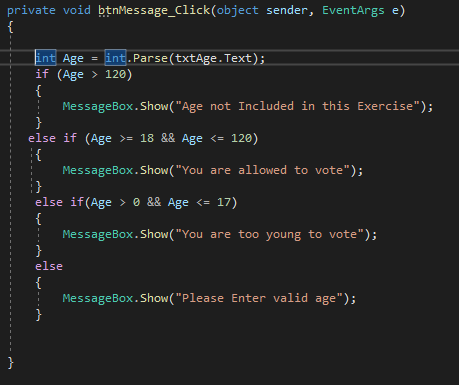 private void btnMessage_Click(object sender, EventArgs e)
{
int Age = int.Parse(txtAge.Text);
if (Age > 120)
{
MessageBox.Show("Age not Included in this Exercise");
}
else if (Age >= 18 && Age <= 120)
{
MessageBox.Show("You are allowed to vote");
}
else if(Age > 0 && Age <= 17)
{
MessageBox.Show("You are too young to vote");
}
else
{
MessageBox.Show("Please Enter valid age");
}
}